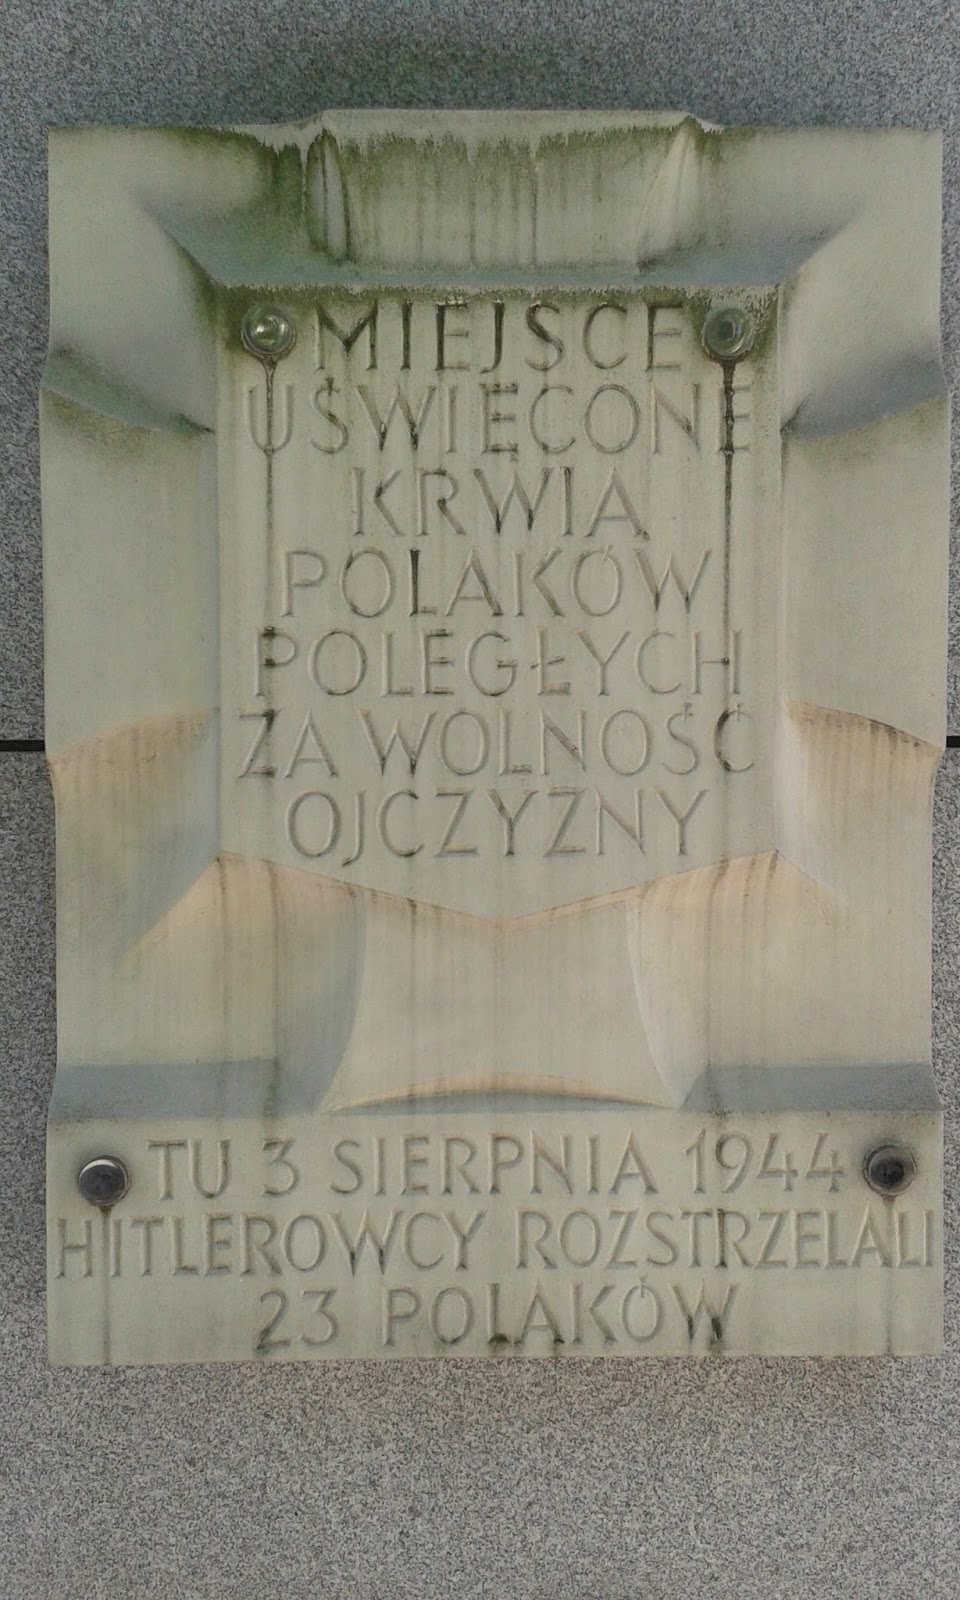 MIEJSCE
UŚWIĘCONE
KRWIĄ
POLAKÓW
POLEGŁYCH
ZA WOLNOŚĆ
OJCZYZNY
TU 3 SIERPNIA 1944
HITLEROWCY ROZSTRZELALI
23 POLAKÓW